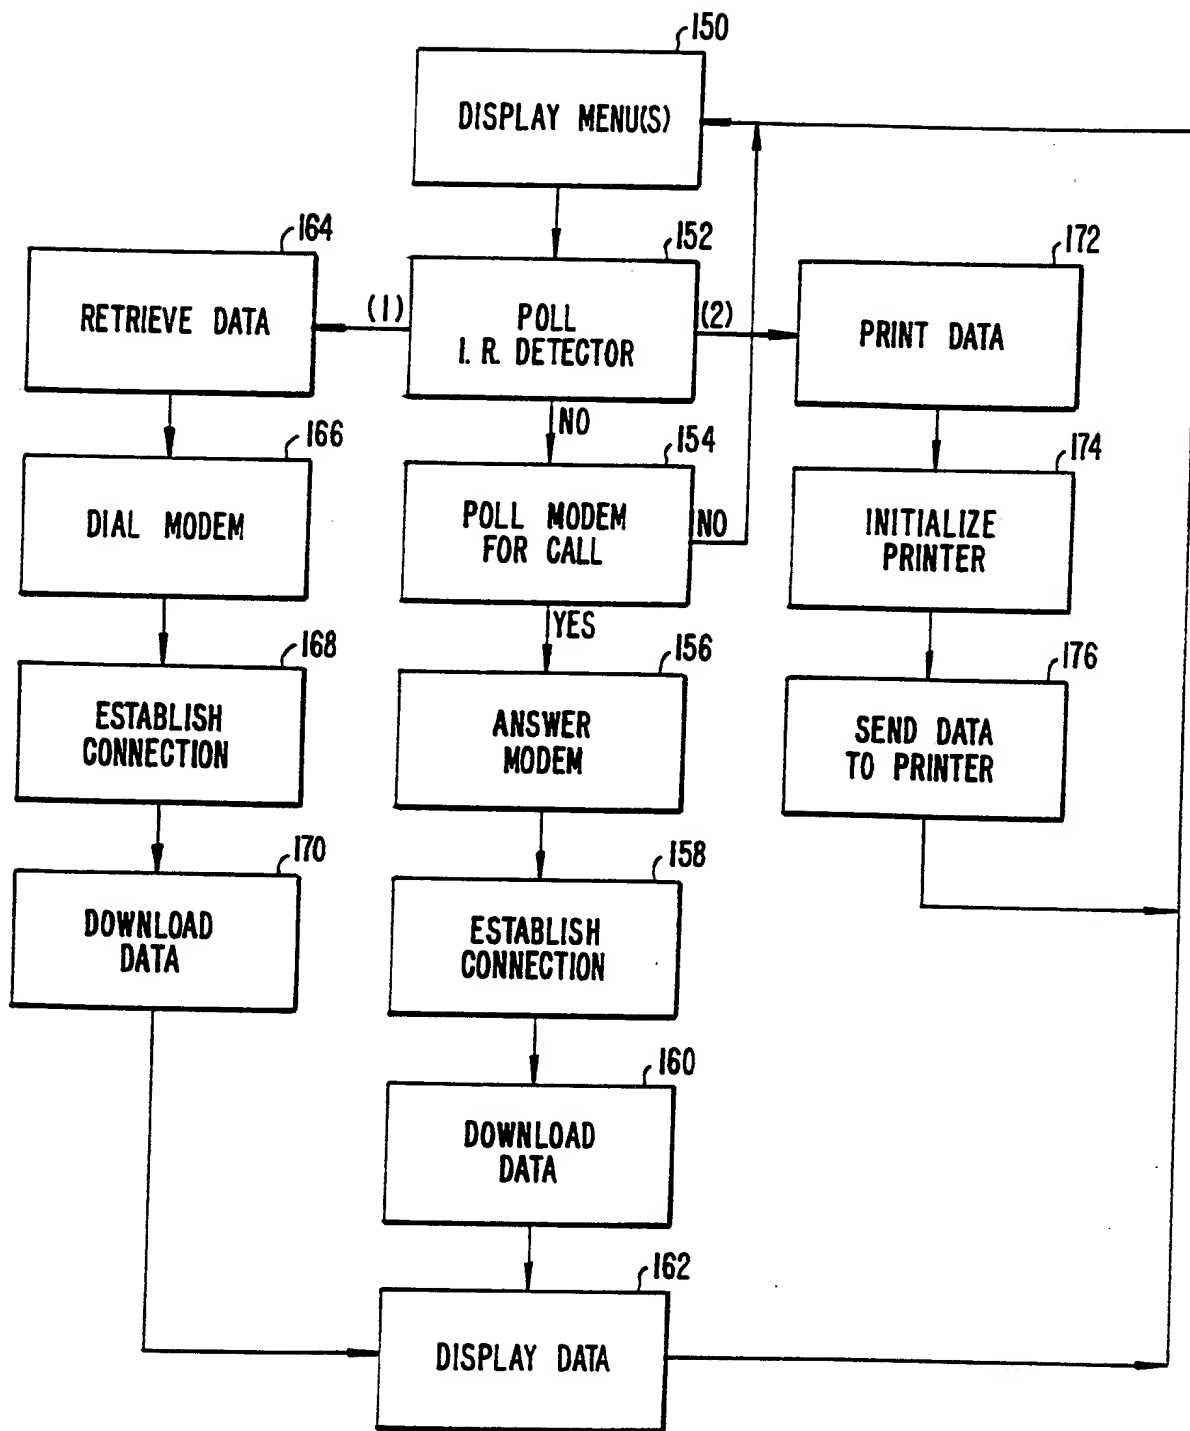 150
DISPLAY MENU(S)
164
152
172
RETRIEVE DATA
(1)
POLL
I. R. DETECTOR
(2)
PRINT DATA
NO
166
154
174
DIAL MODEM
POLL MODEM
FOR CALL
NO
INITIALIZE
PRINTER
YES
168
156
176
ESTABLISH
CONNECTION
ANSWER
MODEM
SEND DATA
TO PRINTER
170
158
DOWNLOAD
DATA
ESTABLISH
CONNECTION
160
DOWNLOAD
DATA
162
DISPLAY DATA